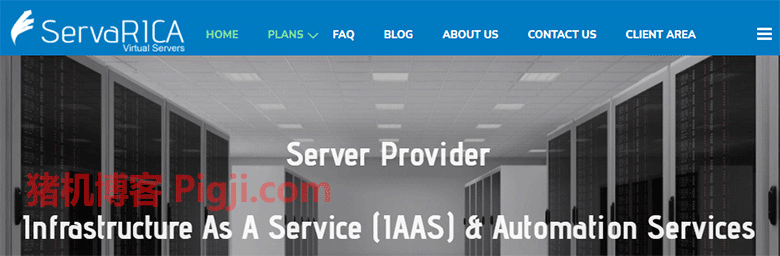 ServaRICA
Virtual Servers
HOME PLANS FAQ BLOG ABOUT US CONTACT US CLIENT AREA
Server Provider
猪机博客 Pigji.com
Infrastructure As A Service (IAAS) & Automation Services